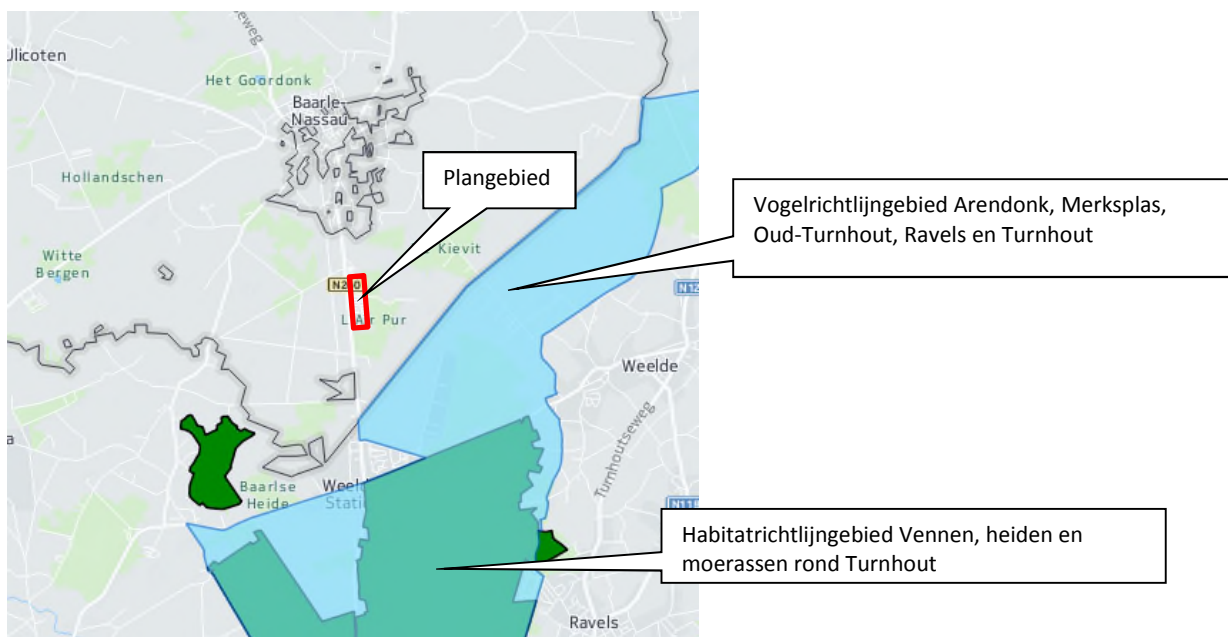 Ulicoten
seweg
Het Goordonk
Baarle-
Nassau
Hollandschen
Plangebied
Vogelrichtlijngebied Arendonk, Merksplas,
Oud-Turnhout, Ravels en Turnhout
Kievit
Witte
Bergen
L'Air Pur
Weelde
Turnhoutseweg
Baarlse
Heide
Habitatrichtlijngebied Vennen, heiden en
moerassen rond Turnhout
Ravels